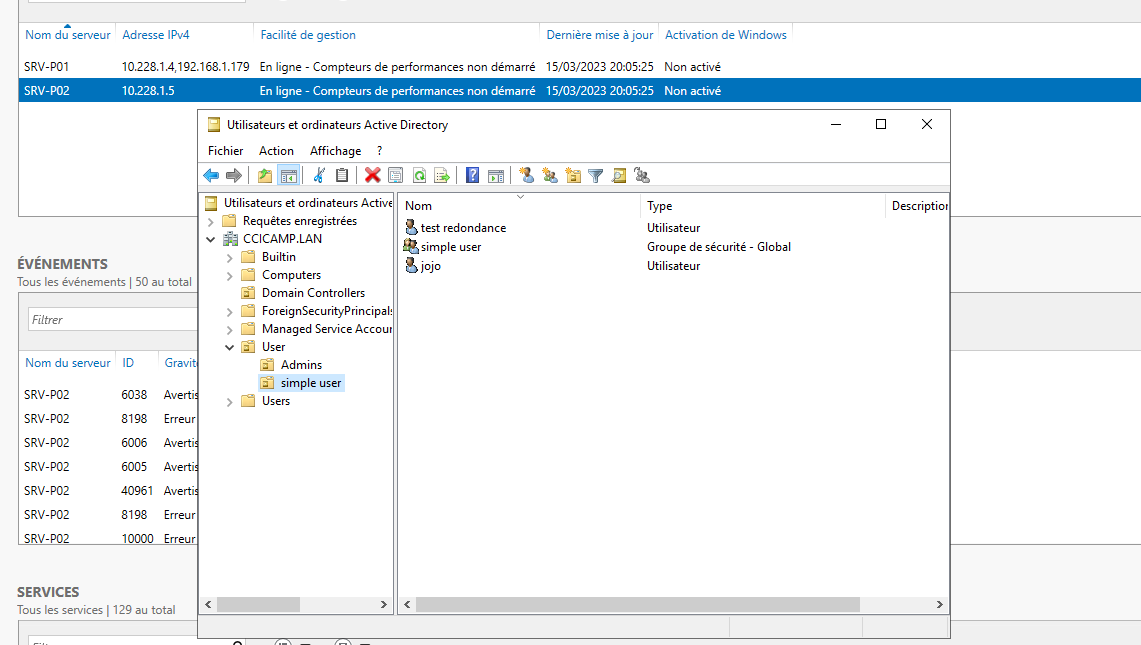 Nom du serveur Adresse IPv4 Facilité de gestion Dernière mise à jour Activation de Windows
SRV-P01 10.228.1.4,192.168.1.179 En ligne - Compteurs de performances non démarré 15/03/2023 20:05:25 Non activé
SRV-P02 10.228.1.5 En ligne - Compteurs de performances non démarré 15/03/2023 20:05:25 Non activé
Utilisateurs et ordinateurs Active Directory
Fichier Action Affichage ?
Utilisateurs et ordinateurs Active
Requêtes enregistrées
CCICAMP.LAN
Builtin
Computers
Domain Controllers
ForeignSecurityPrincipals
Managed Service Accour
User
Admins
simple user
Users
Nom Type Description
test redondance Utilisateur
simple user Groupe de sécurité - Global
jojo Utilisateur
ÉVÉNEMENTS
Tous les événements | 50 au total
Filtrer
Nom du serveur ID Gravité
SRV-P02 6038 Avertis
SRV-P02 8198 Erreur
SRV-P02 6006 Avertis
SRV-P02 6005 Avertis
SRV-P02 40961 Avertis
SRV-P02 8198 Erreur
SRV-P02 10000 Erreur
SERVICES
Tous les services | 129 au total